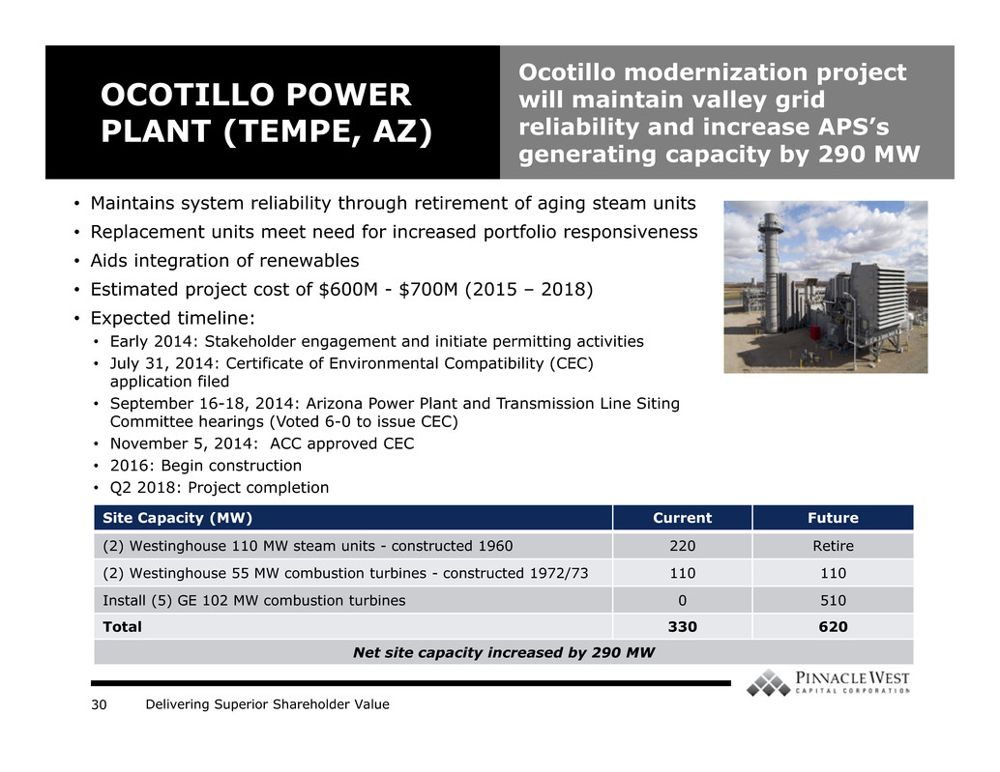 OCOTILLO POWER
PLANT (TEMPE, AZ)
Ocotillo modernization project
will maintain valley grid
reliability and increase APS’s
generating capacity by 290 MW
• Maintains system reliability through retirement of aging steam units
• Replacement units meet need for increased portfolio responsiveness
• Aids integration of renewables
• Estimated project cost of $600M - $700M (2015 – 2018)
• Expected timeline:
• Early 2014: Stakeholder engagement and initiate permitting activities
• July 31, 2014: Certificate of Environmental Compatibility (CEC)
application filed
• September 16-18, 2014: Arizona Power Plant and Transmission Line Siting
Committee hearings (Voted 6-0 to issue CEC)
• November 5, 2014: ACC approved CEC
• 2016: Begin construction
• Q2 2018: Project completion
Site Capacity (MW) Current Future
(2) Westinghouse 110 MW steam units - constructed 1960 220 Retire
(2) Westinghouse 55 MW combustion turbines - constructed 1972/73 110 110
Install (5) GE 102 MW combustion turbines 0 510
Total 330 620
Net site capacity increased by 290 MW
PINNACLE WEST
CAPITAL CORPORATION
30 Delivering Superior Shareholder Value